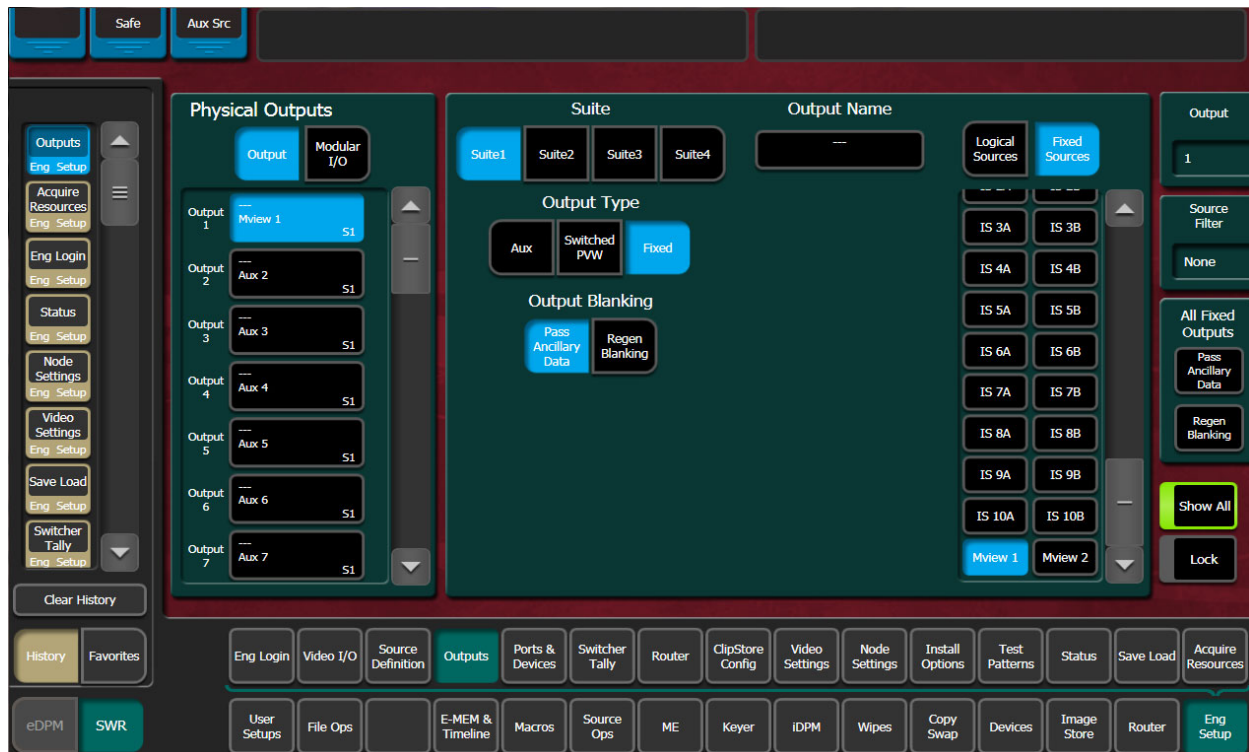 Safe
Aux Src
Outputs
Eng Setup
Acquire
Resources
Eng Setup
Eng Login
Eng Setup
Status
Eng Setup
Node
Settings
Eng Setup
Video
Settings
Eng Setup
Save Load
Eng Setup
Switcher
Tally
Eng Setup
Clear History
History
Favorites
eDPM
SWR
Physical Outputs
Output
Modular
I/O
Output
1
---
Mview 1
S1
Output
2
---
Aux 2
S1
Output
3
---
Aux 3
S1
Output
4
---
Aux 4
S1
Output
5
---
Aux 5
S1
Output
6
---
Aux 6
S1
Output
7
---
Aux 7
S1
Suite
Suite1
Suite2
Suite3
Suite4
Output Name
---
Output Type
Aux
Switched
PVW
Fixed
Output Blanking
Pass
Ancillary
Data
Regen
Blanking
Logical
Sources
Fixed
Sources
IS 3A
IS 3B
IS 4A
IS 4B
IS 5A
IS 5B
IS 6A
IS 6B
IS 7A
IS 7B
IS 8A
IS 8B
IS 9A
IS 9B
IS 10A
IS 10B
Mview 1
Mview 2
Output
1
Source
Filter
None
All Fixed
Outputs
Pass
Ancillary
Data
Regen
Blanking
Show All
Lock
Eng Login
Video I/O
Source
Definition
Outputs
Ports &
Devices
Switcher
Tally
Router
ClipStore
Config
Video
Settings
Node
Settings
Install
Options
Test
Patterns
Status
Save Load
Acquire
Resources
User
Setups
File Ops
E-MEM &
Timeline
Macros
Source
Ops
ME
Keyer
iDPM
Wipes
Copy
Swap
Devices
Image
Store
Router
Eng
Setup